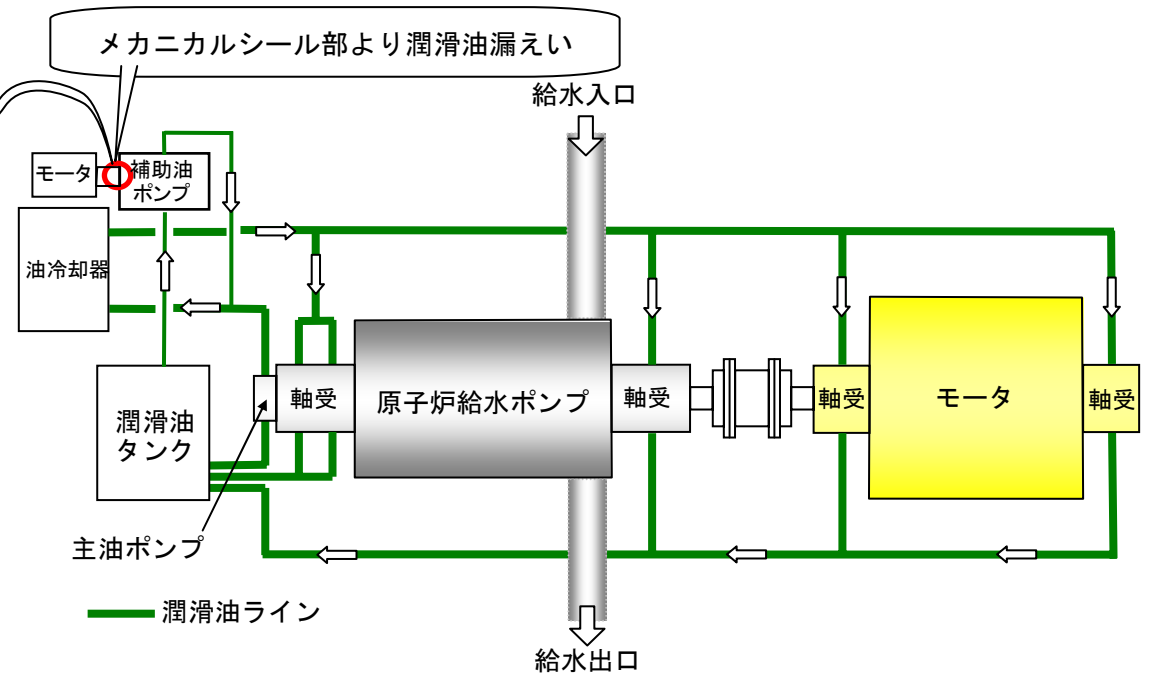 メカニカルシール部より潤滑油漏えい
給水入口
モータ
補助油
ポンプ
油冷却器
潤滑油
タンク
軸受
原子炉給水ポンプ
軸受
軸受
モータ
軸受
主油ポンプ
潤滑油ライン
給水出口